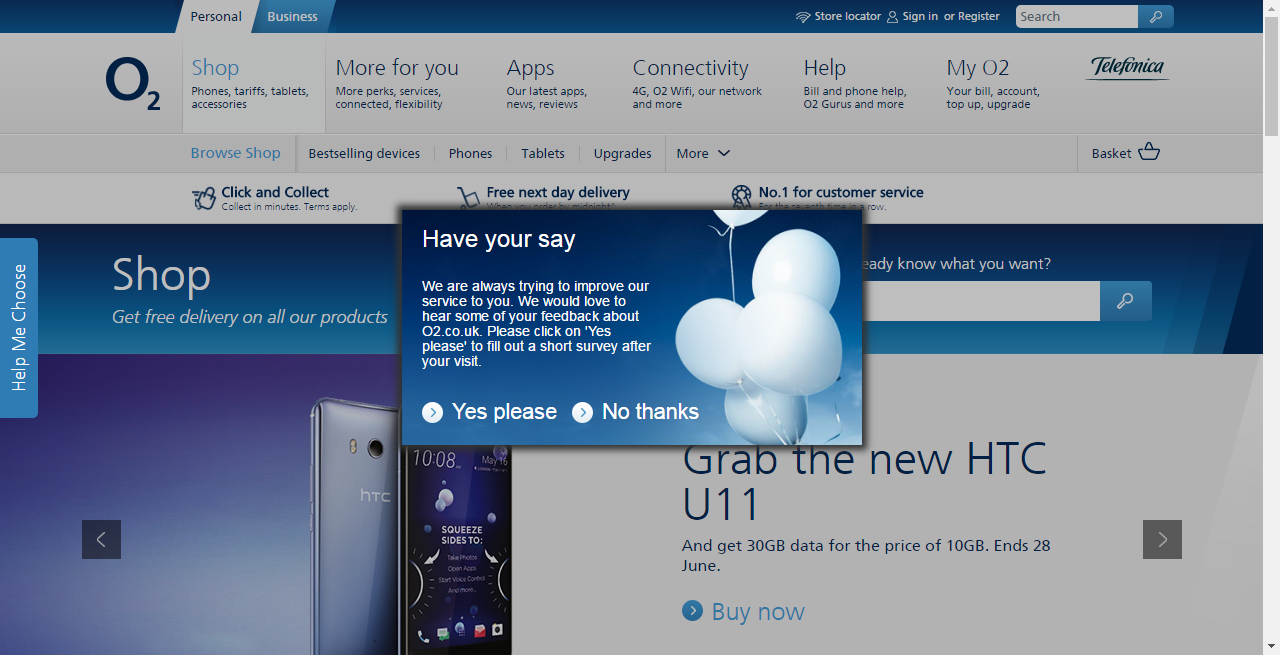 Personal
Business
Store locator
Sign in or Register
Search
O2
Shop
Phones, tariffs, tablets,
accessories
More for you
More perks, services,
connected, flexibility
Apps
Our latest apps,
news, reviews
Connectivity
4G, O2 Wifi, our network
and more
Help
Bill and phone help,
O2 Gurus and more
My O2
Your bill, account,
top up, upgrade
Telefónica
Browse Shop
Bestselling devices
Phones
Tablets
Upgrades
More
Basket
Click and Collect
Collect in minutes. Terms apply.
Free next day delivery
When you order by midnight^
No.1 for customer service
For the seventh time in a row.
Help Me Choose
Shop
Get free delivery on all our products
eady know what you want?
Have your say
We are always trying to improve our
service to you. We would love to
hear some of your feedback about
O2.co.uk. Please click on 'Yes
please' to fill out a short survey after
your visit.
Yes please
No thanks
10:08
May 16
htc
SQUEEZE
SIDES TO:
Take Photos
Open Apps
Start Voice Control
And more...
Grab the new HTC
U11
And get 30GB data for the price of 10GB. Ends 28
June.
Buy now